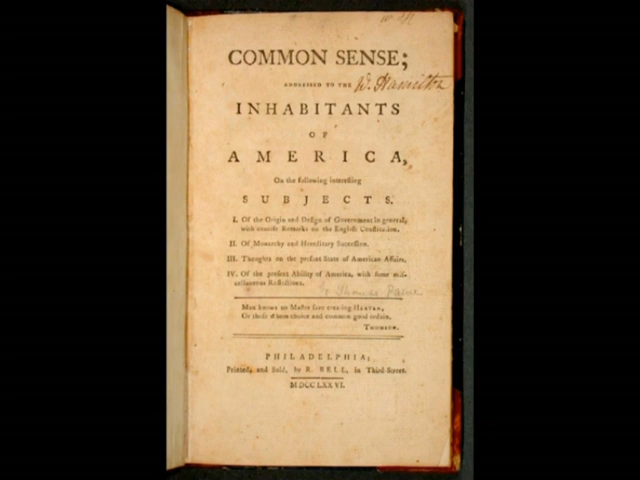 COMMON SENSE;
ADDRESSED TO THE
W. Hamilton
INHABITANTS
OF
AMERICA,
On the following interesting
SUBJECTS.
I. Of the Origin and Design of Government in general,
with concise Remarks on the English Constitution.
II. Of Monarchy and Hereditary Succession.
III. Thoughts on the present State of American Affairs.
IV. Of the present Ability of America, with some mis-
cellaneous Reflections.
Thomas Paine
Man knows no Master save creating HEAVEN,
Or those whom choice and common good ordain.
THOMSON.
PHILADELPHIA;
Printed, and Sold, by R. BELL, in Third-Street.
MDCCLXXVI.